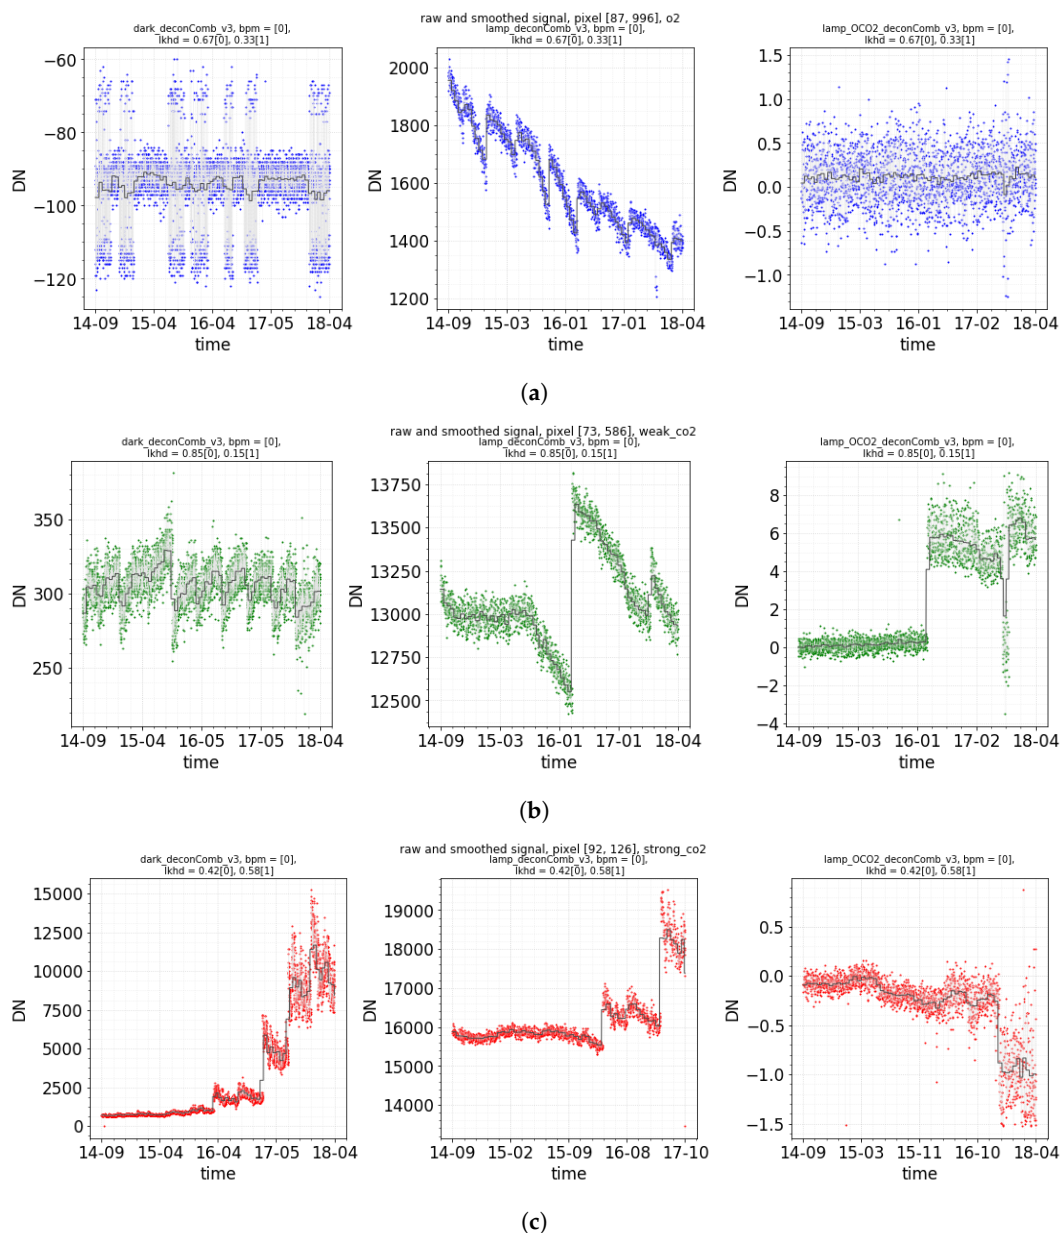 raw and smoothed signal, pixel [87, 996], o2
dark_deconComb_v3, bpm = [0],
lkhd = 0.67[0], 0.33[1]
lamp_deconComb_v3, bpm = [0],
lkhd = 0.67[0], 0.33[1]
lamp_OCO2_deconComb_v3, bpm = [0],
lkhd = 0.67[0], 0.33[1]
DN
−60
−80
−100
−120
14-09 15-04 16-04 17-05 18-04
time
DN
2000
1800
1600
1400
1200
14-09 15-03 16-01 17-01 18-04
time
DN
1.5
1.0
0.5
0.0
−0.5
−1.0
14-09 15-03 16-01 17-02 18-04
time
(a)
raw and smoothed signal, pixel [73, 586], weak_co2
dark_deconComb_v3, bpm = [0],
lkhd = 0.85[0], 0.15[1]
lamp_deconComb_v3, bpm = [0],
lkhd = 0.85[0], 0.15[1]
lamp_OCO2_deconComb_v3, bpm = [0],
lkhd = 0.85[0], 0.15[1]
DN
350
300
250
14-09 15-04 16-05 17-05 18-04
time
DN
13750
13500
13250
13000
12750
12500
14-09 15-03 16-01 17-01 18-04
time
DN
8
6
4
2
0
−2
−4
14-09 15-03 16-01 17-02 18-04
time
(b)
raw and smoothed signal, pixel [92, 126], strong_co2
dark_deconComb_v3, bpm = [0],
lkhd = 0.42[0], 0.58[1]
lamp_deconComb_v3, bpm = [0],
lkhd = 0.42[0], 0.58[1]
lamp_OCO2_deconComb_v3, bpm = [0],
lkhd = 0.42[0], 0.58[1]
DN
15000
12500
10000
7500
5000
2500
0
14-09 15-04 16-04 17-05 18-04
time
DN
19000
18000
17000
16000
15000
14000
14-09 15-02 15-09 16-08 17-10
time
DN
0.5
0.0
−0.5
−1.0
−1.5
14-09 15-03 15-11 16-10 18-04
time
(c)